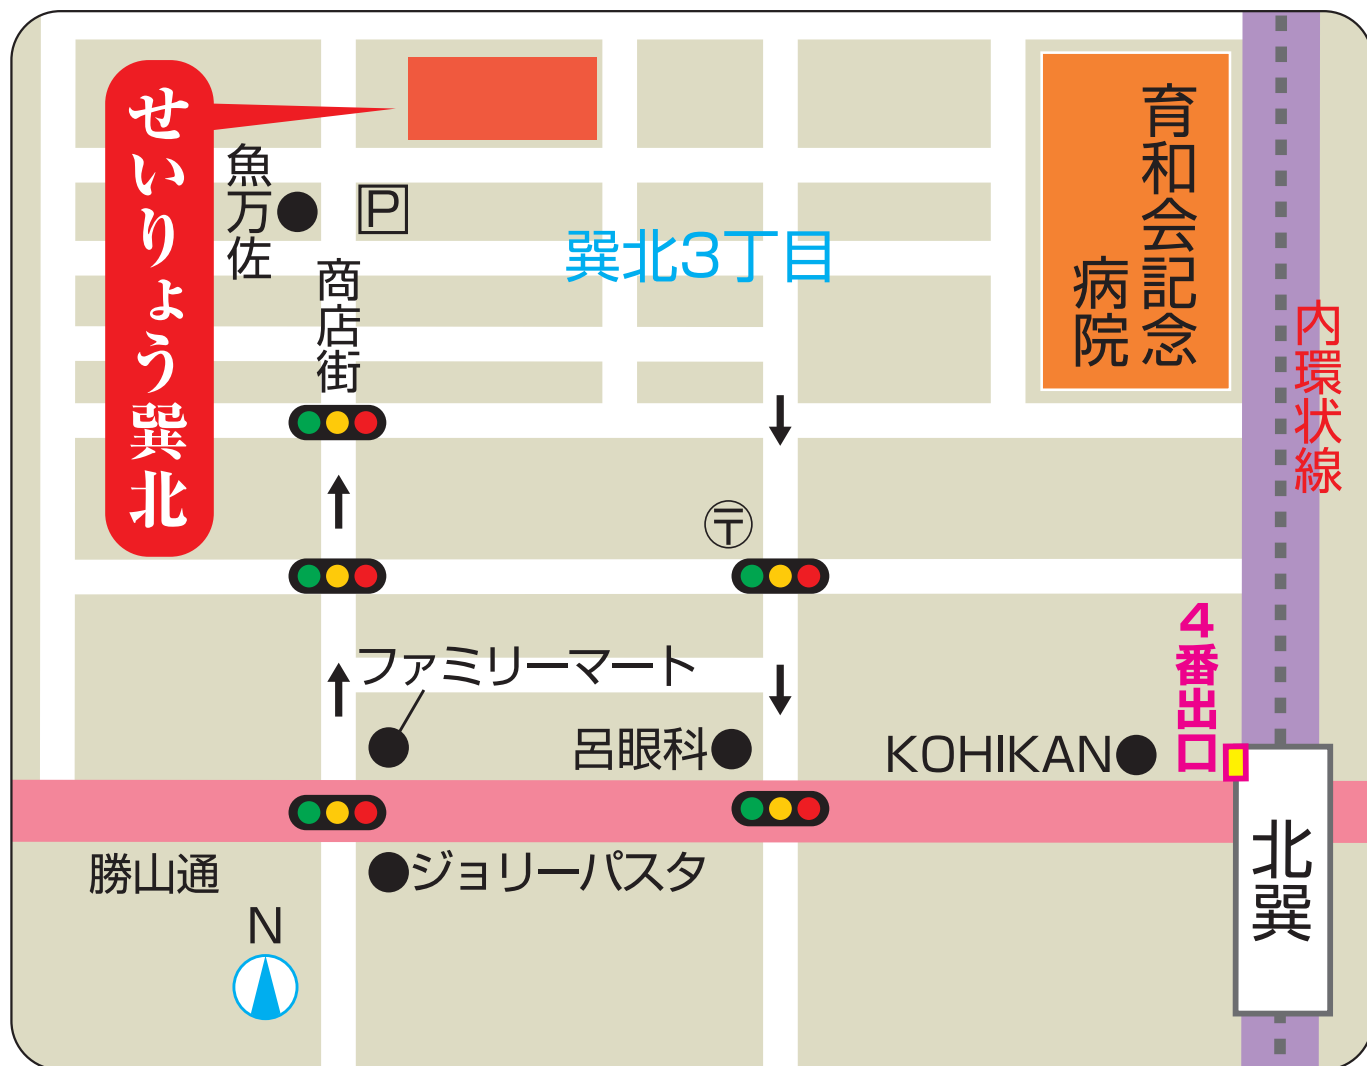 せいりょう巽北
魚万佐
P
商店街
巽北3丁目
育和会記念
病院
内環状線
〒
4番出口
ファミリーマート
呂眼科
KOHIKAN
北巽
勝山通
ジョリーパスタ
N